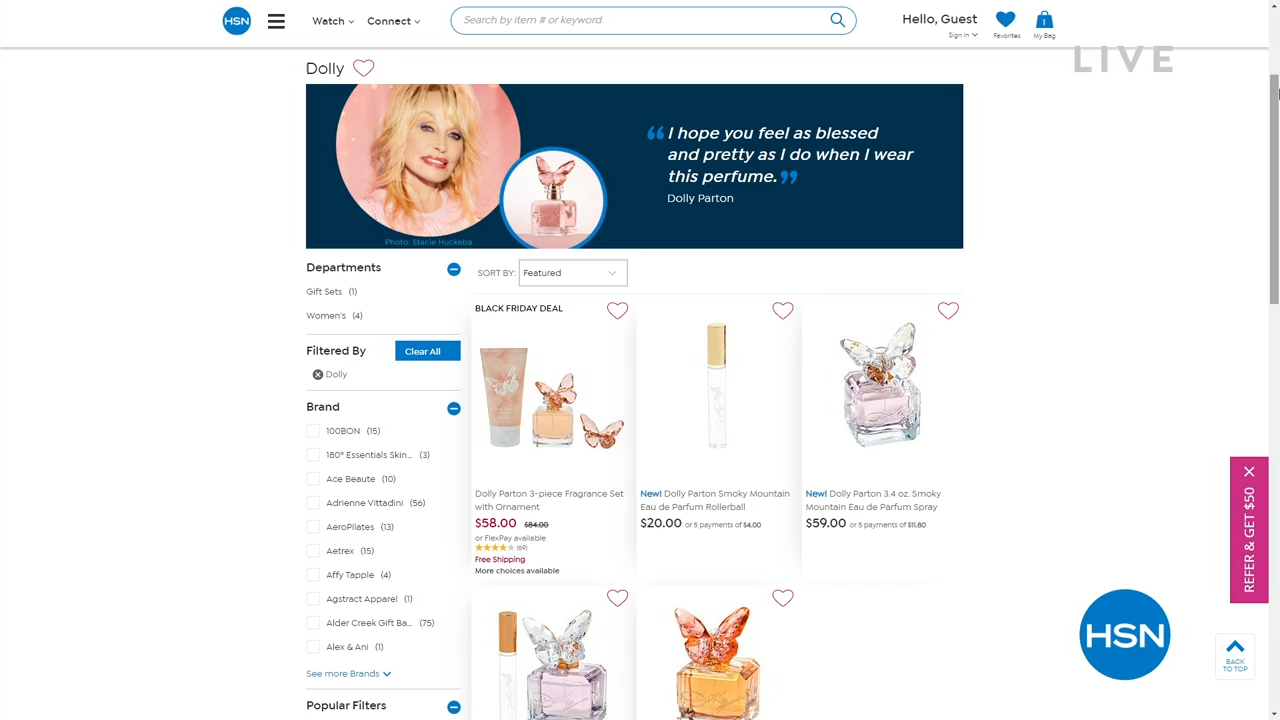 HSN
Watch
Connect
Search by item # or keyword
Hello, Guest
Sign In
Favorites
1
My Bag
LIVE
Dolly
“ I hope you feel as blessed
and pretty as I do when I wear
this perfume. ”
Dolly Parton
Photo: Stacie Huckeba
Departments
Gift Sets (1)
Women's (4)
Filtered By
Clear All
Dolly
Brand
100BON (15)
180° Essentials Skin... (3)
Ace Beaute (10)
Adrienne Vittadini (56)
AeroPilates (13)
Aetrex (15)
Affy Tapple (4)
Agstract Apparel (1)
Alder Creek Gift Ba... (75)
Alex & Ani (1)
See more Brands
Popular Filters
SORT BY: Featured
BLACK FRIDAY DEAL
Dolly Parton 3-piece Fragrance Set
with Ornament
$58.00 $84.00
or FlexPay available
(69)
Free Shipping
More choices available
New! Dolly Parton Smoky Mountain
Eau de Parfum Rollerball
$20.00 or 5 payments of $4.00
New! Dolly Parton 3.4 oz. Smoky
Mountain Eau de Parfum Spray
$59.00 or 5 payments of $11.80
REFER & GET $50
HSN
BACK
TO TOP